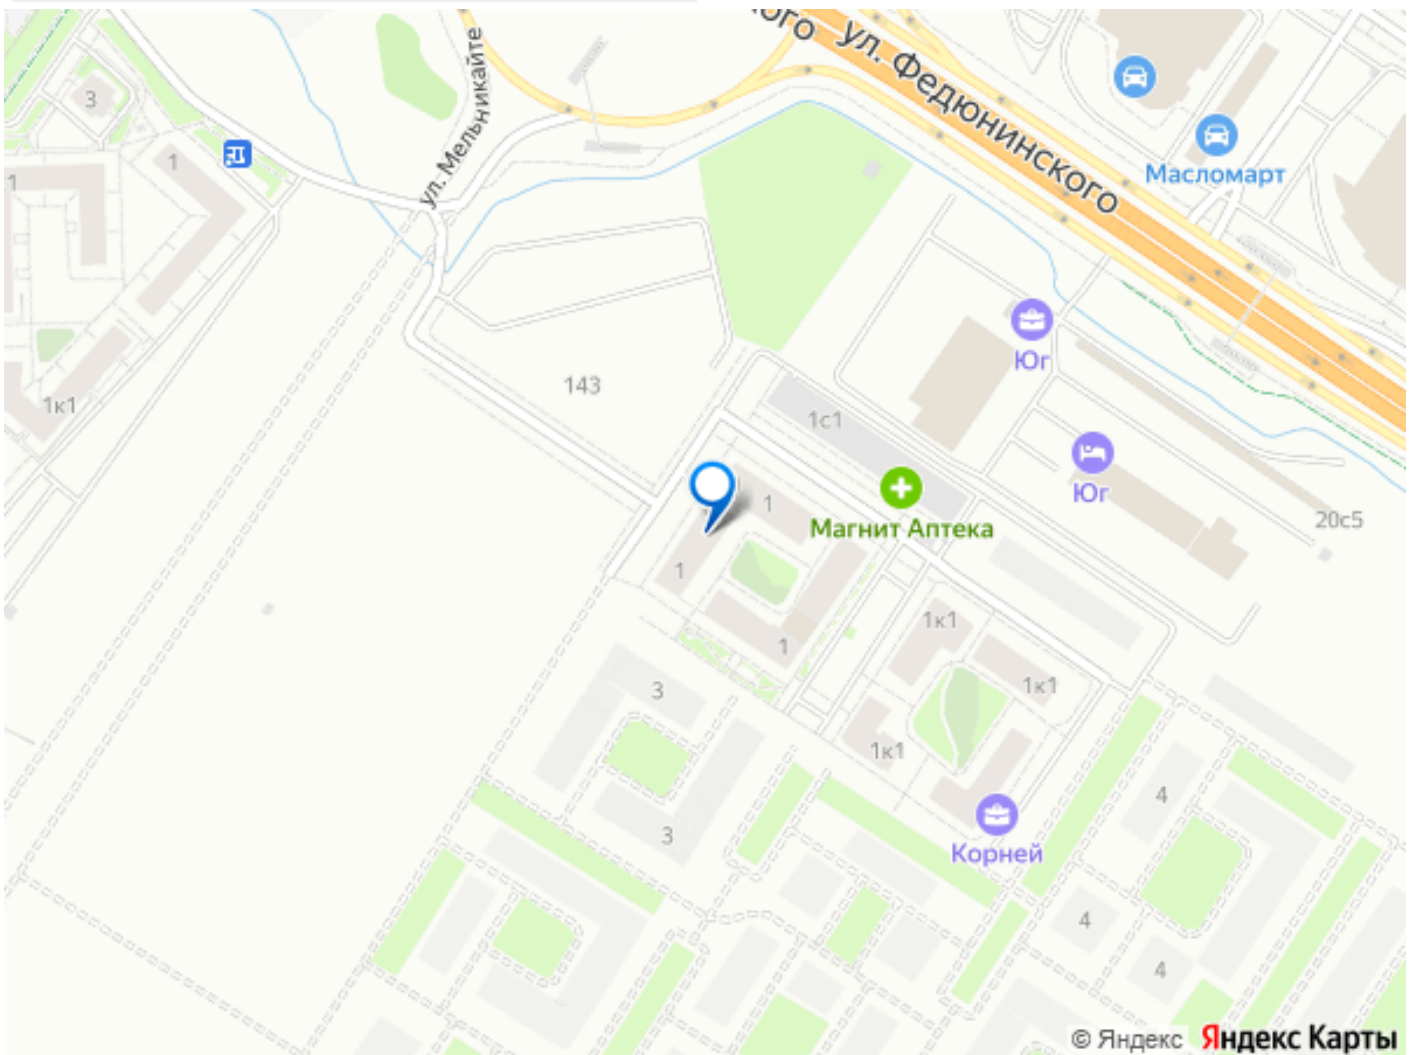 ого
ул. Федюнинского
ул. Мельникайте
3
1
1
Масломарт
Юг
143
1к1
1с1
Юг
1
Магнит Аптека
20с5
1
1к1
1
1к1
3
1к1
4
3
Корней
4
4
© Яндекс Яндекс Карты